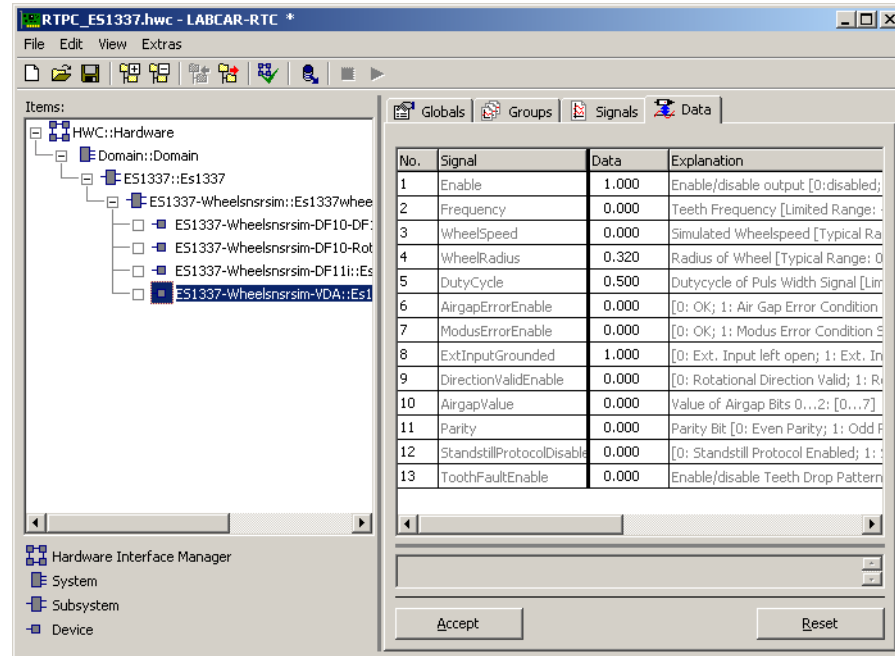 RTPC_ES1337.hwc - LABCAR-RTC *
File Edit View Extras
Items:
HWC::Hardware
Domain::Domain
ES1337::Es1337
ES1337-Wheelsnsrsim::Es1337whee
ES1337-Wheelsnsrsim-DF10-DF1
ES1337-Wheelsnsrsim-DF10-Rot
ES1337-Wheelsnsrsim-DF11i::Es
ES1337-Wheelsnsrsim-VDA::Es1
Hardware Interface Manager
System
Subsystem
Device
Globals Groups Signals Data
No. Signal Data Explanation
1 Enable 1.000 Enable/disable output [0:disabled;
2 Frequency 0.000 Teeth Frequency [Limited Range:
3 WheelSpeed 0.000 Simulated Wheelspeed [Typical Ra
4 WheelRadius 0.320 Radius of Wheel [Typical Range: 0
5 DutyCycle 0.500 Dutycycle of Puls Width Signal [Lim
6 AirgapErrorEnable 0.000 [0: OK; 1: Air Gap Error Condition
7 ModusErrorEnable 0.000 [0: OK; 1: Modus Error Condition S
8 ExtInputGrounded 1.000 [0: Ext. Input left open; 1: Ext. In
9 DirectionValidEnable 0.000 [0: Rotational Direction Valid; 1: R
10 AirgapValue 0.000 Value of Airgap Bits 0...2: [0...7]
11 Parity 0.000 Parity Bit [0: Even Parity; 1: Odd P
12 StandstillProtocolDisable 0.000 [0: Standstill Protocol Enabled; 1:
13 ToothFaultEnable 0.000 Enable/disable Teeth Drop Pattern
Accept Reset